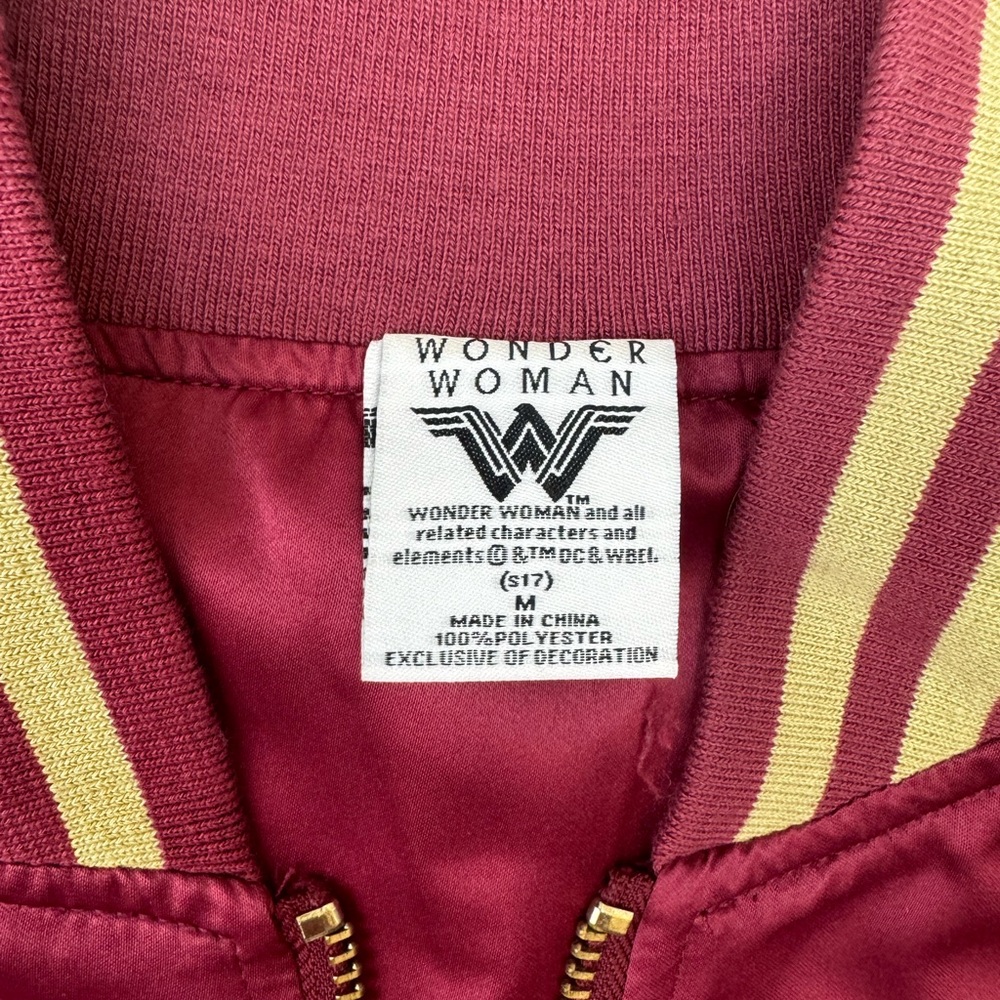 WONDЄR
WOMAN
TM
WONDER WOMAN and all
related characters and
elements © & TM DC & WBEI.
(S17)
M
MADE IN CHINA
100% POLYESTER
EXCLUSIVE OF DECORATION